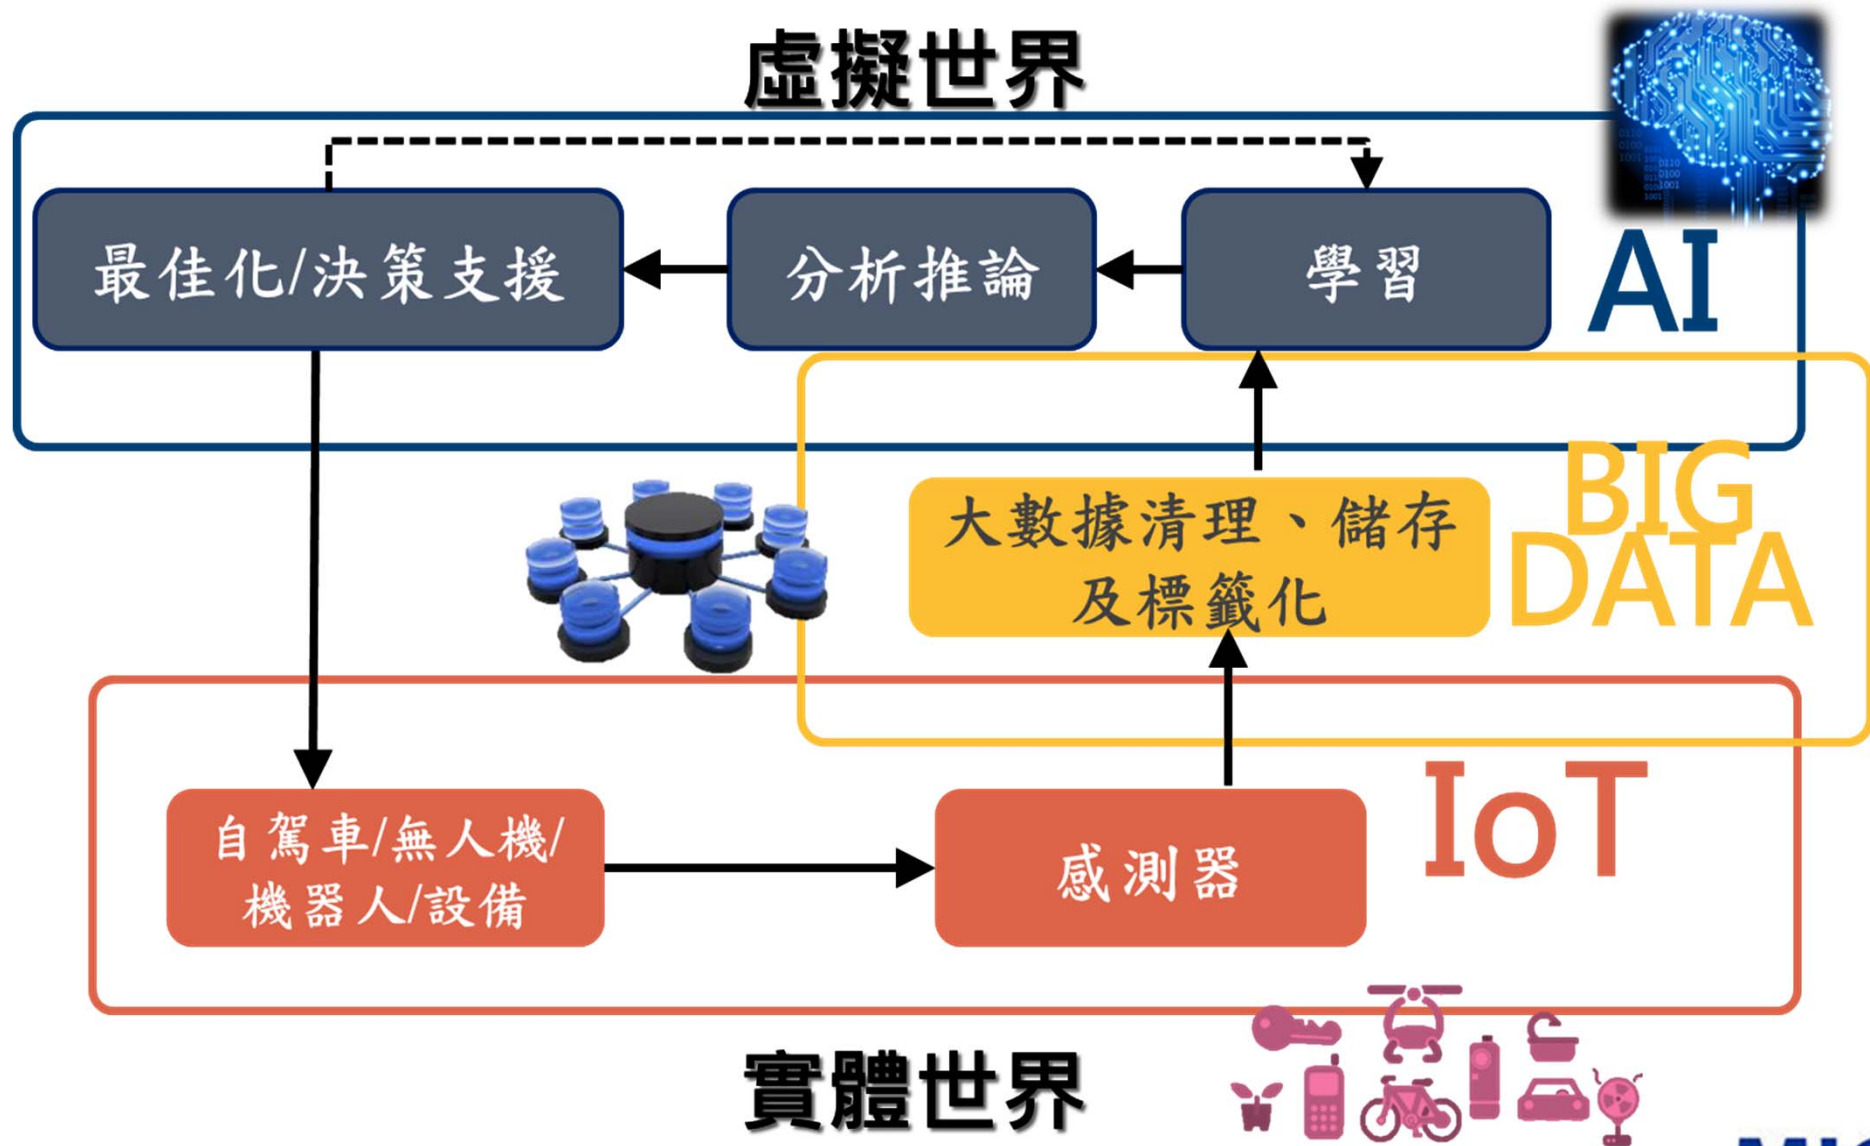 虛擬世界
最佳化/決策支援
分析推論
學習
AI
大數據清理、儲存
及標籤化
BIG
DATA
自駕車/無人機/
機器人/設備
感測器
IoT
實體世界